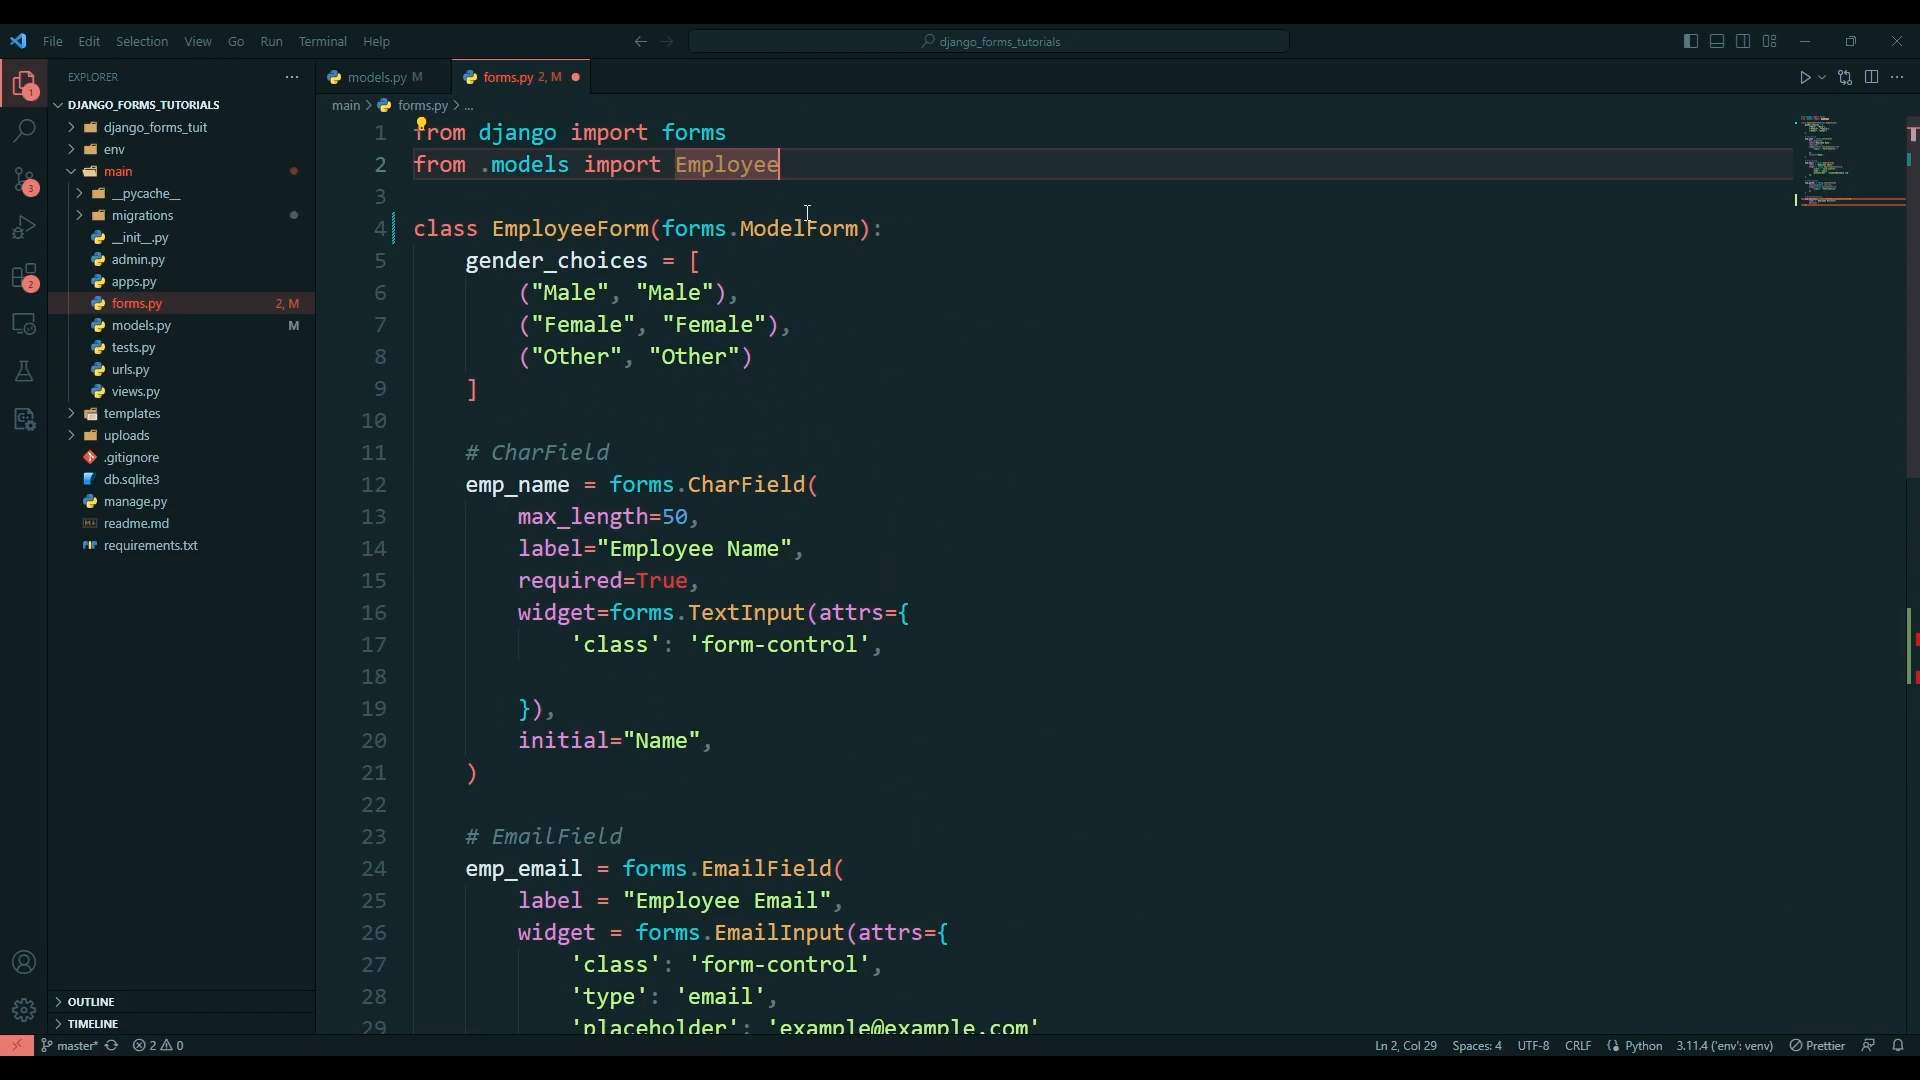 File Edit Selection View Go Run Terminal Help
django_forms_tutorials
EXPLORER
DJANGO_FORMS_TUTORIALS
django_forms_tuit
env
main
__pycache__
migrations
__init__.py
admin.py
apps.py
forms.py 2, M
models.py M
tests.py
urls.py
views.py
templates
uploads
.gitignore
db.sqlite3
manage.py
readme.md
requirements.txt
OUTLINE
TIMELINE
1
3
2
models.py M
forms.py 2, M
main > forms.py > ...
1 from django import forms
2 from .models import Employee
3
4 class EmployeeForm(forms.ModelForm):
5 gender_choices = [
6 ("Male", "Male"),
7 ("Female", "Female"),
8 ("Other", "Other")
9 ]
10
11 # CharField
12 emp_name = forms.CharField(
13 max_length=50,
14 label="Employee Name",
15 required=True,
16 widget=forms.TextInput(attrs={
17 'class': 'form-control',
18
19 }),
20 initial="Name",
21 )
22
23 # EmailField
24 emp_email = forms.EmailField(
25 label = "Employee Email",
26 widget = forms.EmailInput(attrs={
27 'class': 'form-control',
28 'type': 'email',
29 'placeholder': 'example@example.com'
master* 2 0
Ln 2, Col 29 Spaces: 4 UTF-8 CRLF Python 3.11.4 ('env': venv) Prettier